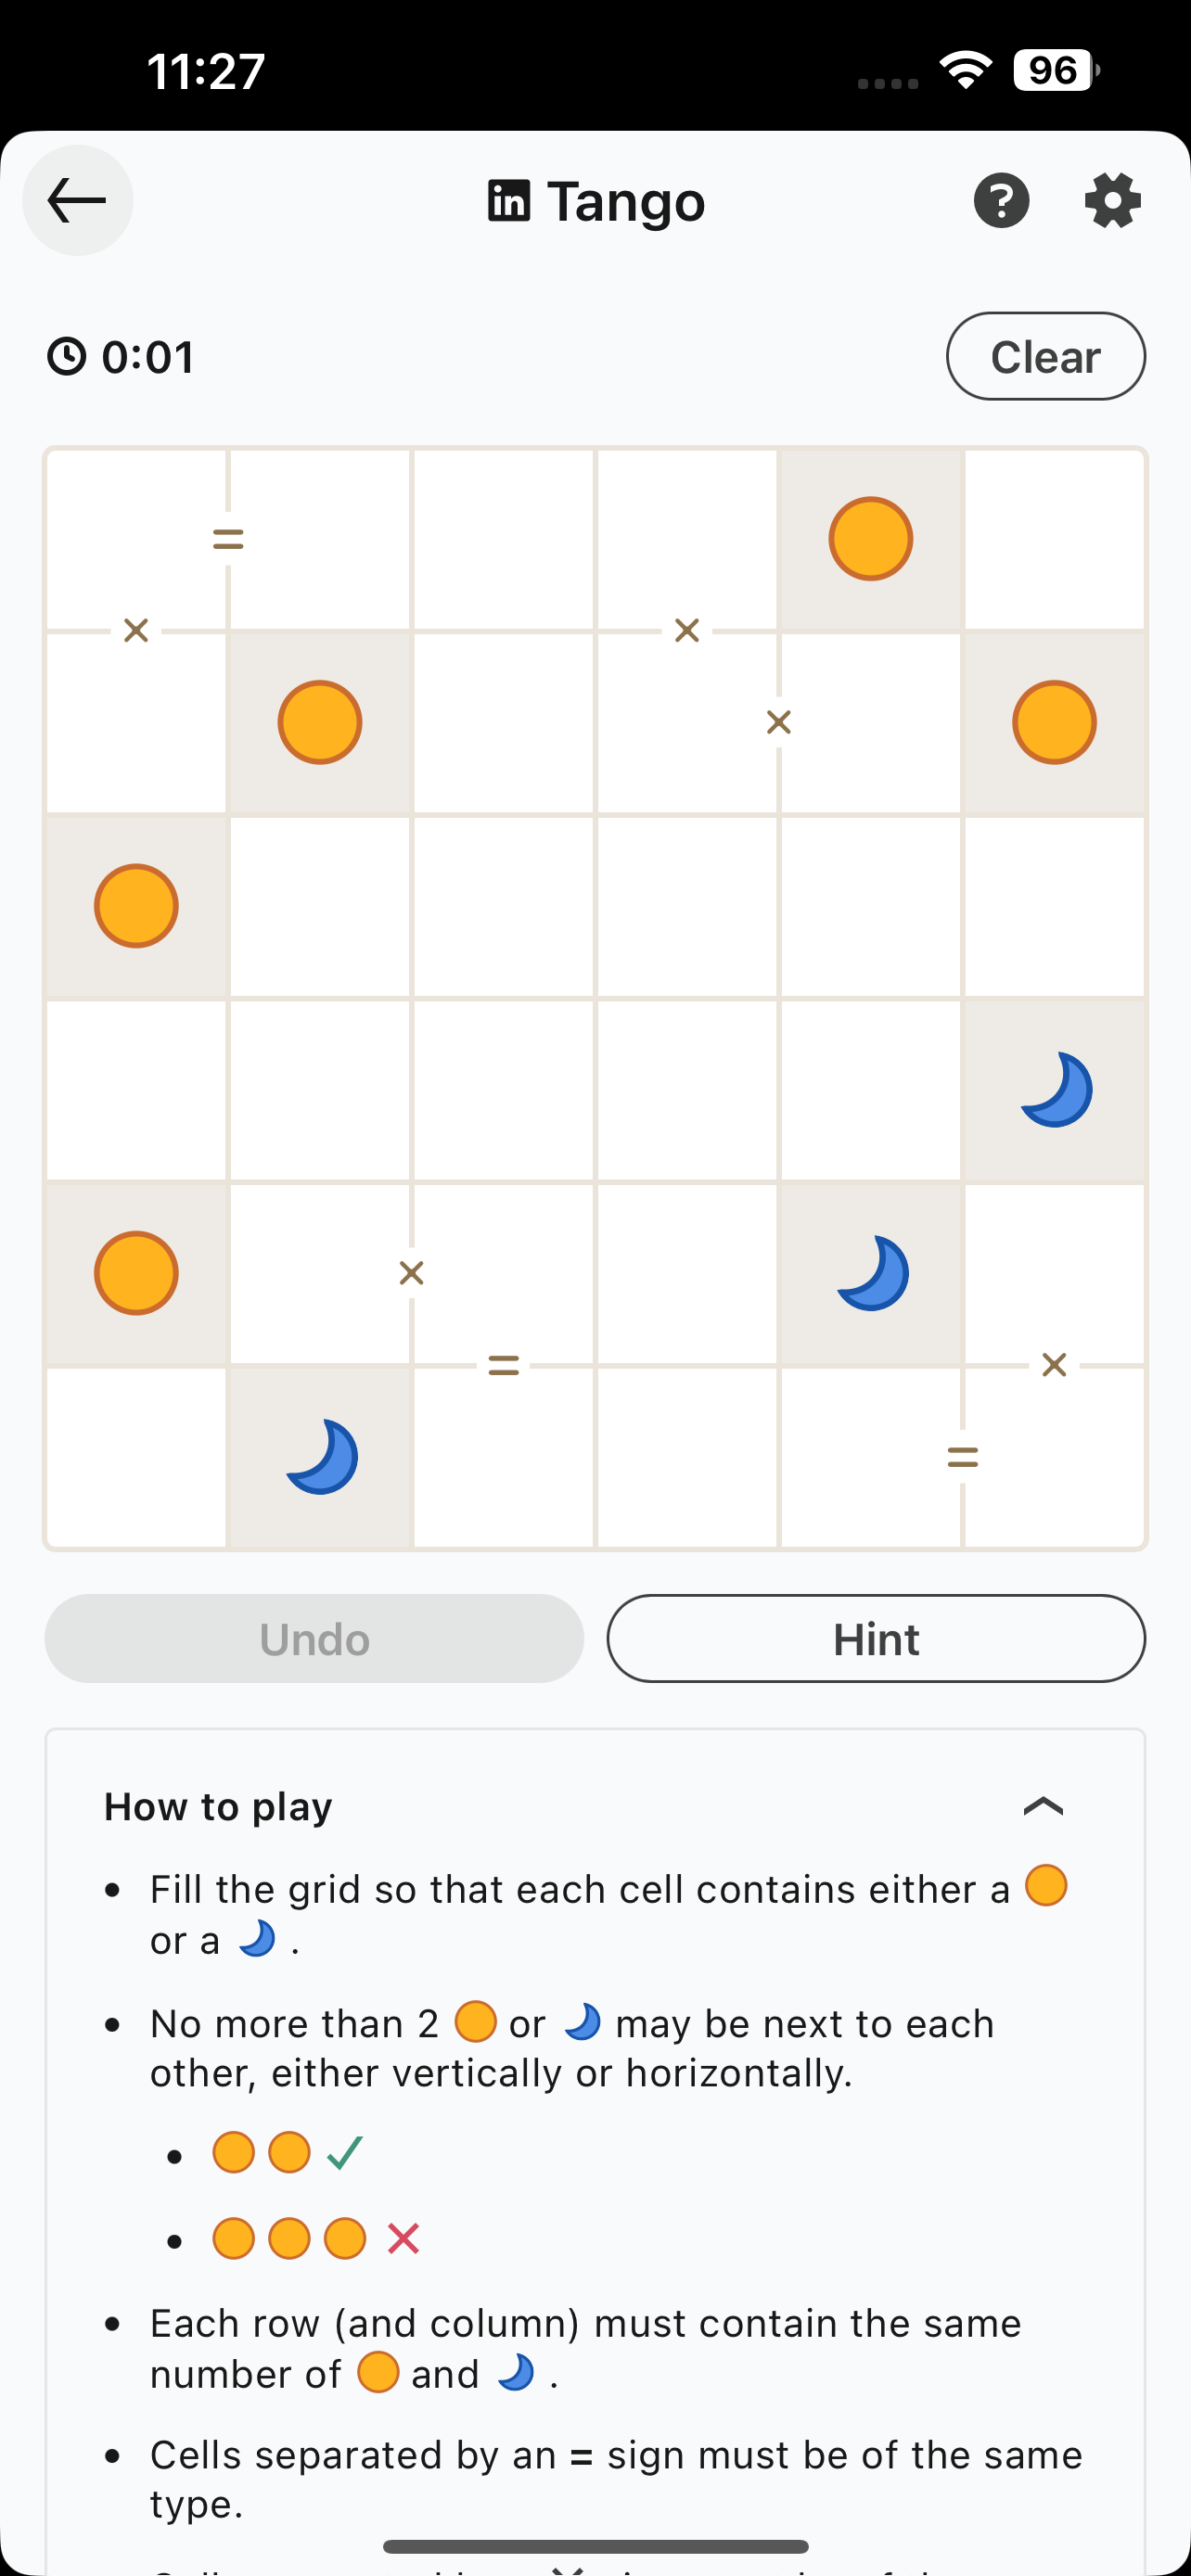 11:27
96
in Tango
?
0:01
Clear
=
×
×
×
×
=
×
=
Undo
Hint
How to play
• Fill the grid so that each cell contains either a
or a .
• No more than 2 or may be next to each
other, either vertically or horizontally.
• Each row (and column) must contain the same
number of and .
• Cells separated by an = sign must be of the same
type.